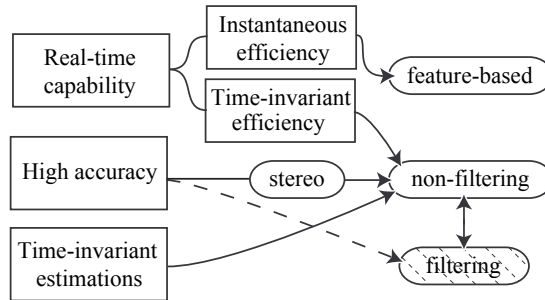 Instantaneous
efficiency
Real-time
capability
feature-based
Time-invariant
efficiency
High accuracy
stereo
non-filtering
Time-invariant
estimations
filtering